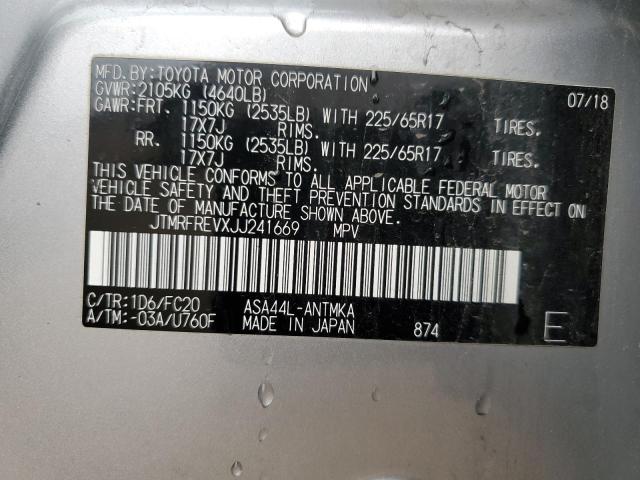 MFD.BY:TOYOTA MOTOR CORPORATION 07/18
GVWR:2105KG (4640LB)
GAWR:FRT. 1150KG (2535LB) WITH 225/65R17 TIRES.
17X7J RIMS.
RR. 1150KG (2535LB) WITH 225/65R17 TIRES.
17X7J RIMS.
THIS VEHICLE CONFORMS TO ALL APPLICABLE FEDERAL MOTOR
VEHICLE SAFETY AND THEFT PREVENTION STANDARDS IN EFFECT ON
THE DATE OF MANUFACTURE SHOWN ABOVE.
JTMRFREVXJJ241669 MPV
C/TR:1D6/FC20 ASA44L-ANTMKA
A/TM:-03A/U760F MADE IN JAPAN 874 E